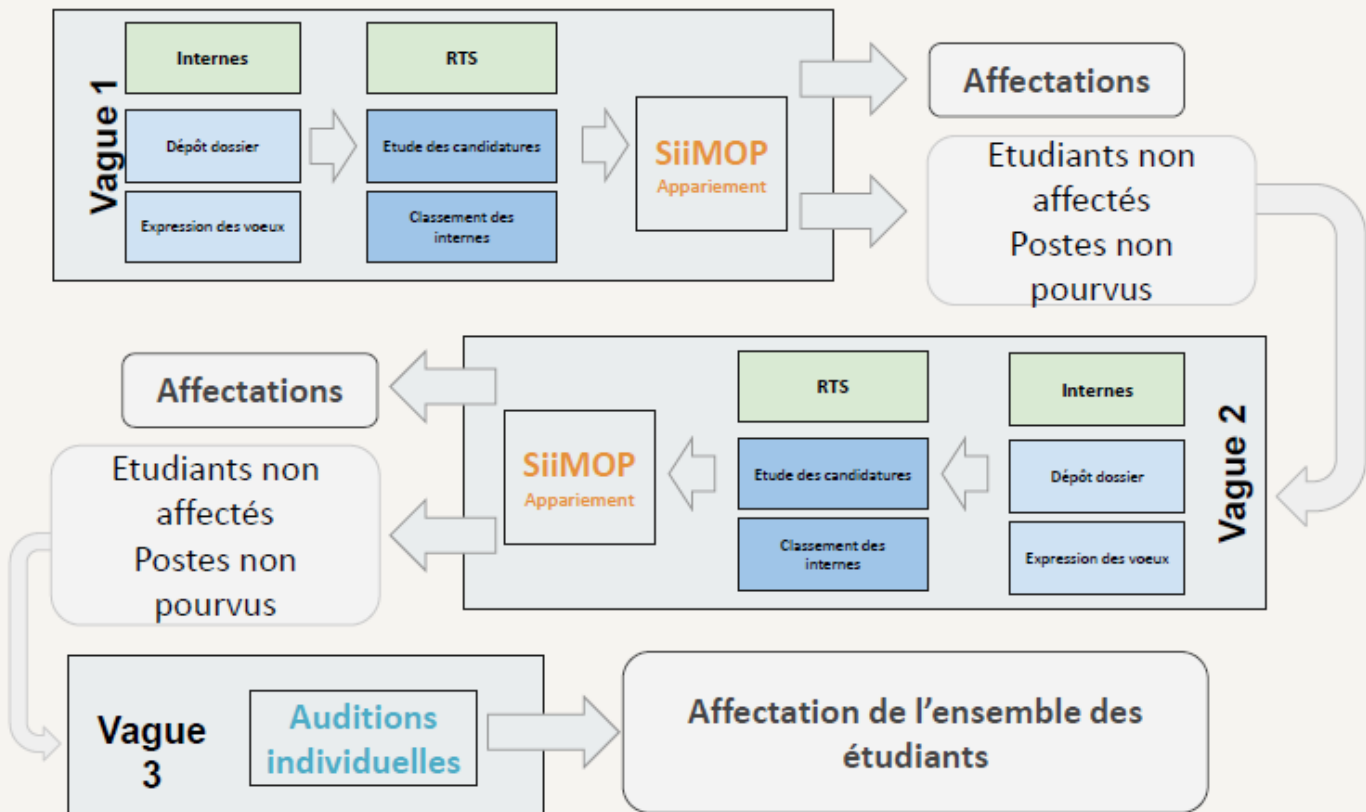 Vague 1
Internes
RTS
Dépôt dossier
Etude des candidatures
Expression des voeux
Classement des
internes
SiiMOP
Appariement
Affectations
Etudiants non
affectés
Postes non
pourvus
Vague 2
Internes
RTS
Dépôt dossier
Etude des candidatures
Expression des voeux
Classement des
internes
SiiMOP
Appariement
Affectations
Etudiants non
affectés
Postes non
pourvus
Vague
3
Auditions
individuelles
Affectation de l’ensemble des
étudiants